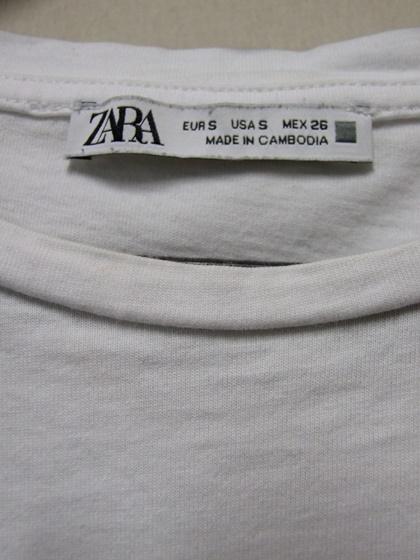 ZARA
EUR S USA S MEX 26
MADE IN CAMBODIA